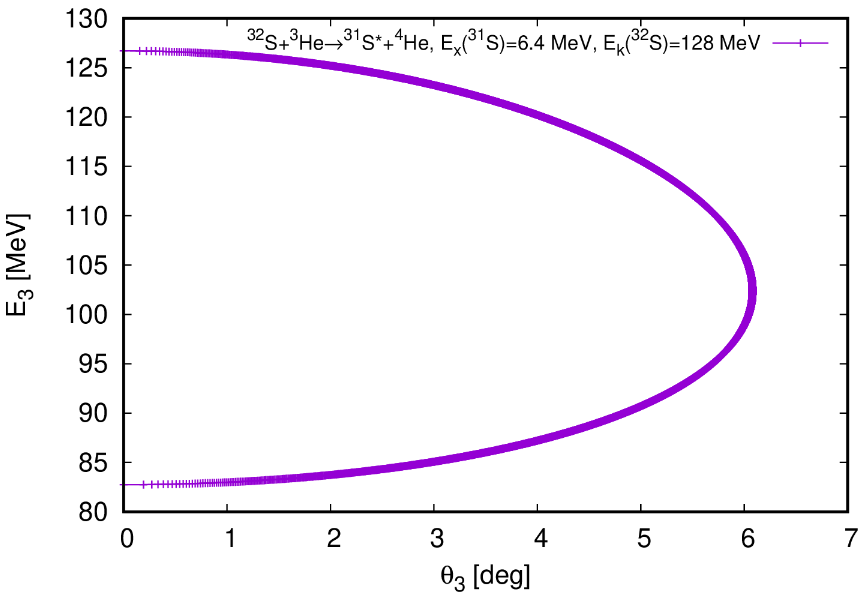 ³²S+³He→³¹S*+⁴He, Eₓ(³¹S)=6.4 MeV, Eₖ(³²S)=128 MeV
130
125
120
115
110
105
100
95
90
85
80
E₃ [MeV]
0 1 2 3 4 5 6 7
θ₃ [deg]